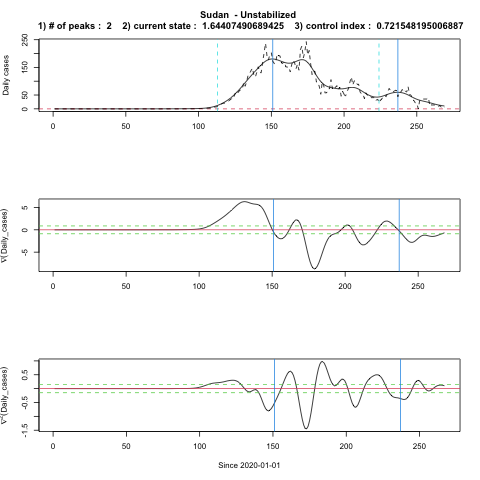 Sudan - Unstabilized
1) # of peaks : 2 2) current state : 1.64407490689425 3) control index : 0.721548195006887
Daily cases
250
150
50
0
0 50 100 150 200 250
∇(Daily_cases)
5
0
-5
0 50 100 150 200 250
∇²(Daily_cases)
0.5
-0.5
-1.5
0 50 100 150 200 250
Since 2020-01-01